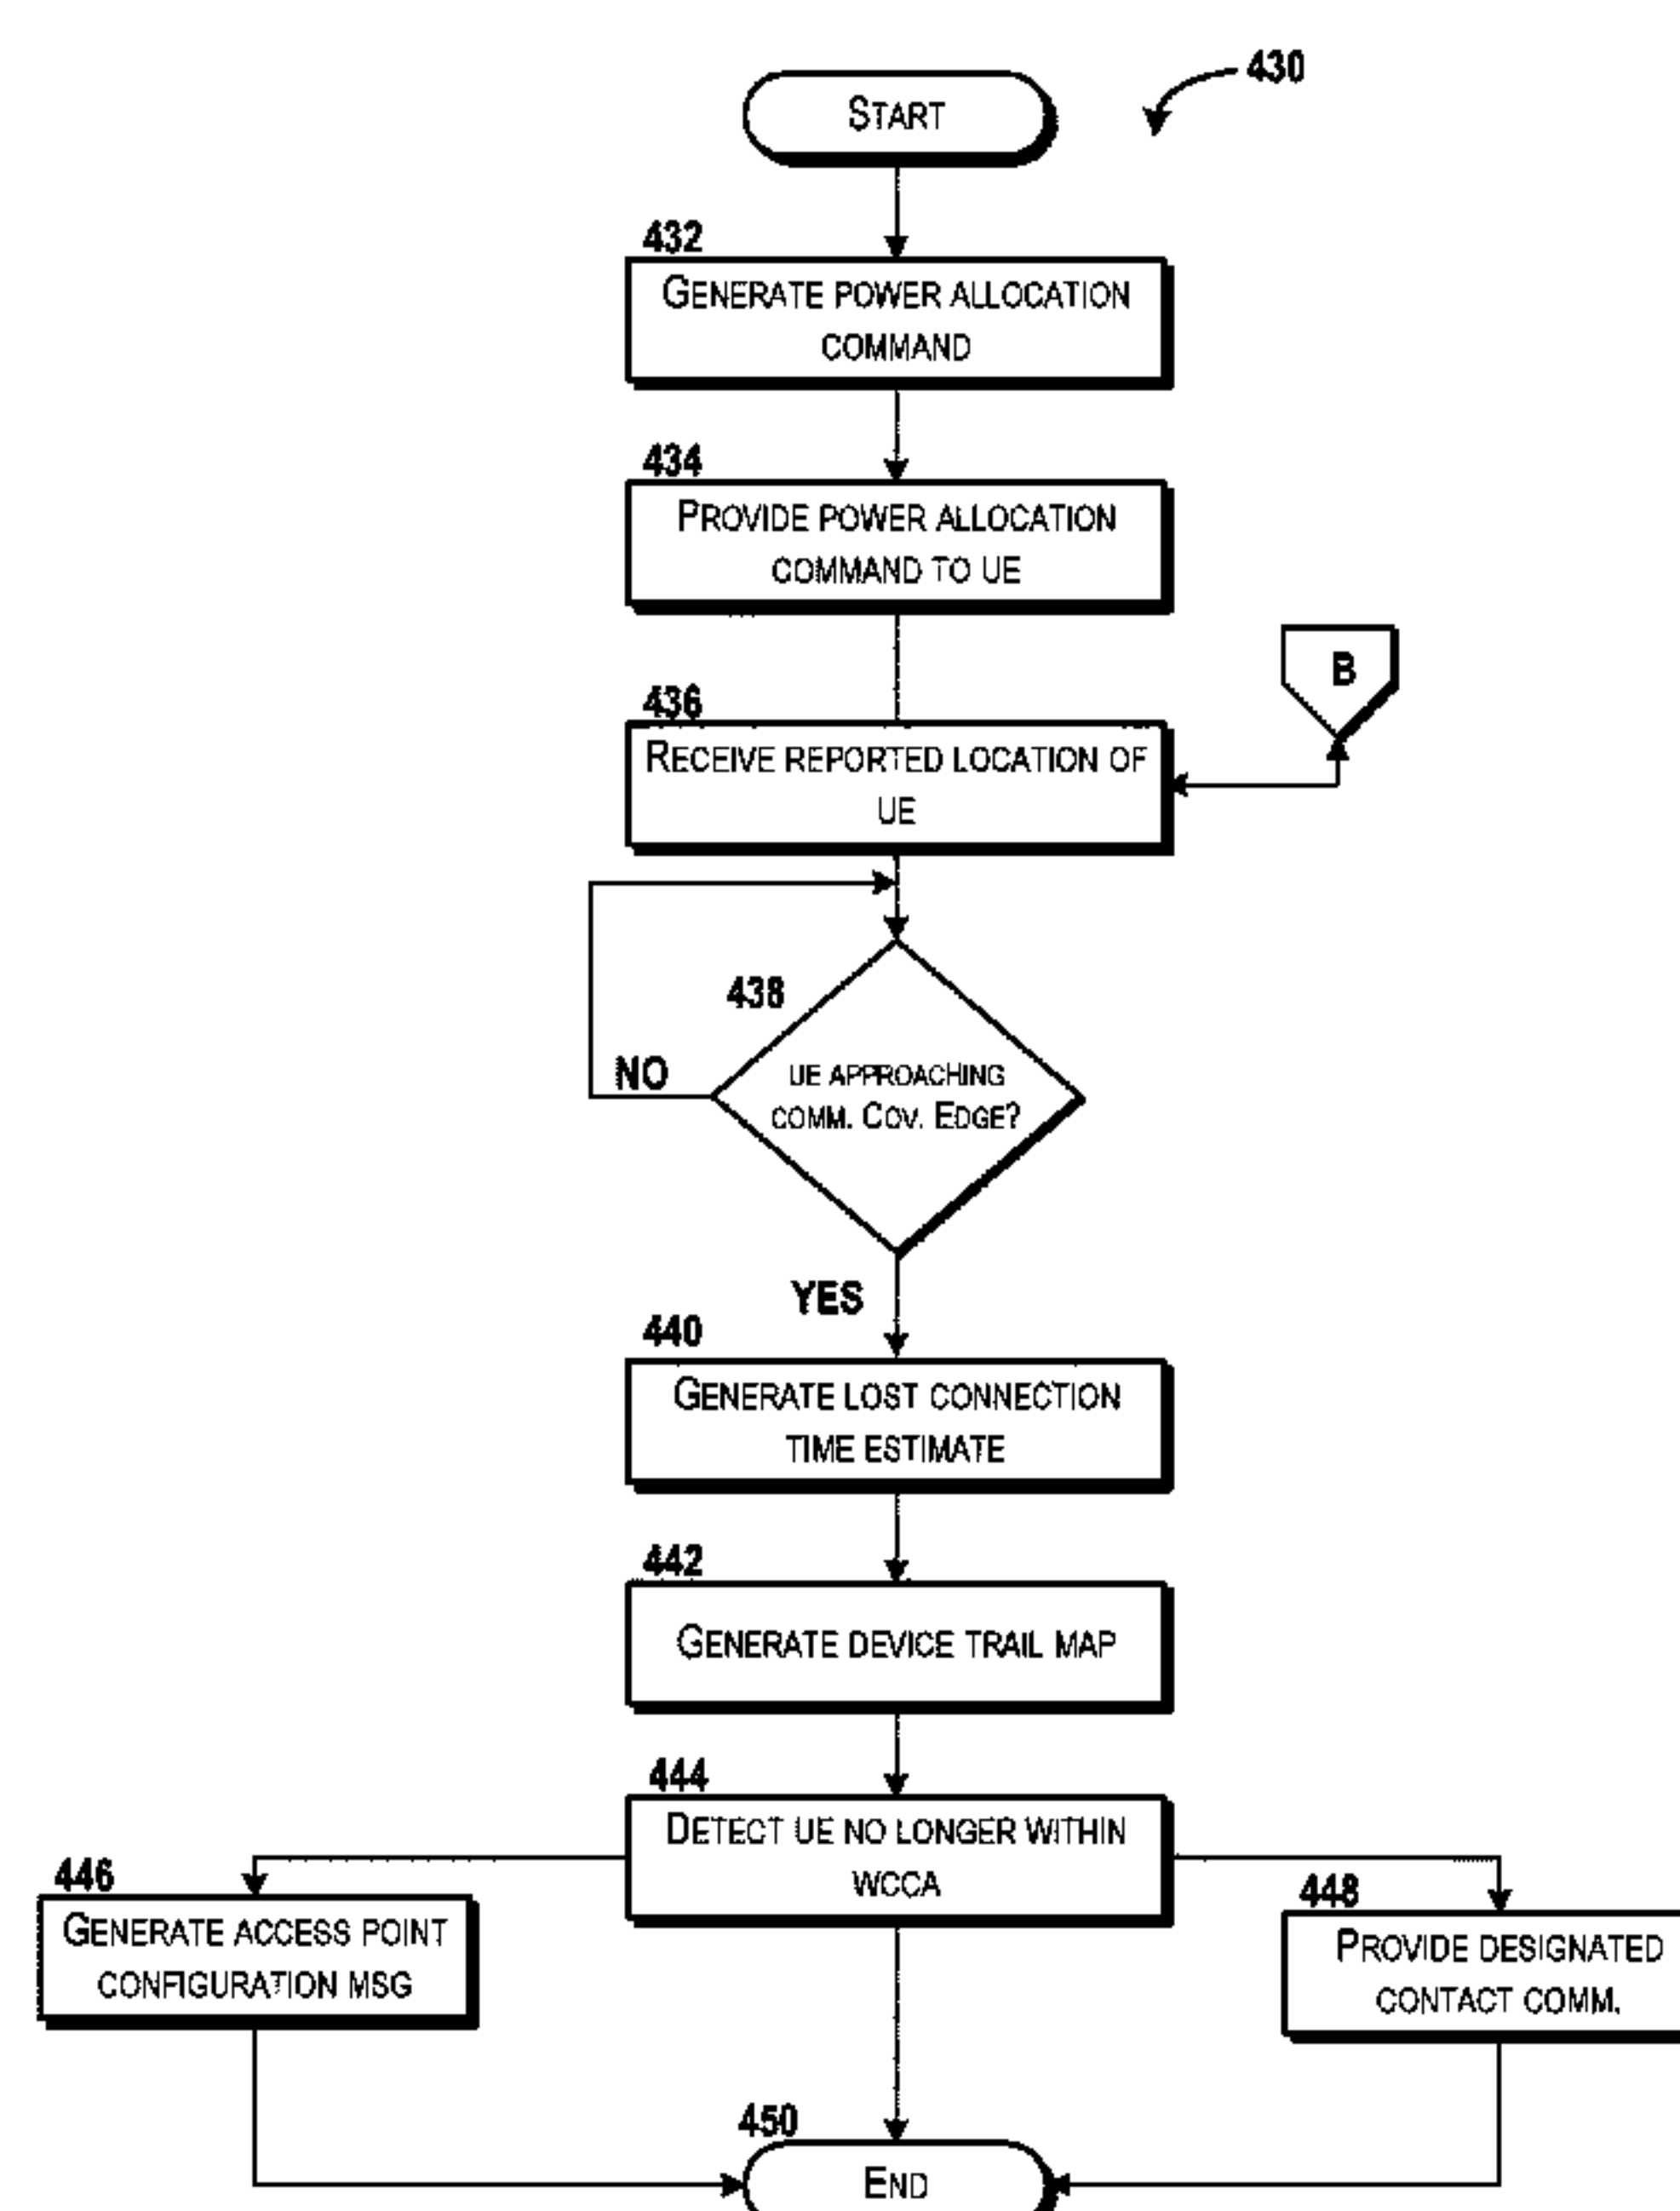 430
START
432
GENERATE POWER ALLOCATION
COMMAND
434
PROVIDE POWER ALLOCATION
COMMAND TO UE
B
436
RECEIVE REPORTED LOCATION OF
UE
438
NO
UE APPROACHING
COMM. COV. EDGE?
YES
440
GENERATE LOST CONNECTION
TIME ESTIMATE
442
GENERATE DEVICE TRAIL MAP
444
DETECT UE NO LONGER WITHIN
WCCA
446
GENERATE ACCESS POINT
CONFIGURATION MSG
448
PROVIDE DESIGNATED
CONTACT COMM.
450
END